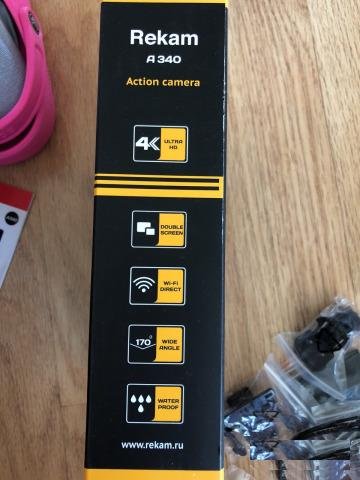 Rekam
A 340
Action camera
4K
ULTRA
HD
DOUBLE
SCREEN
Wi-Fi
DIRECT
170°
WIDE
ANGLE
WATER
PROOF
www.rekam.ru